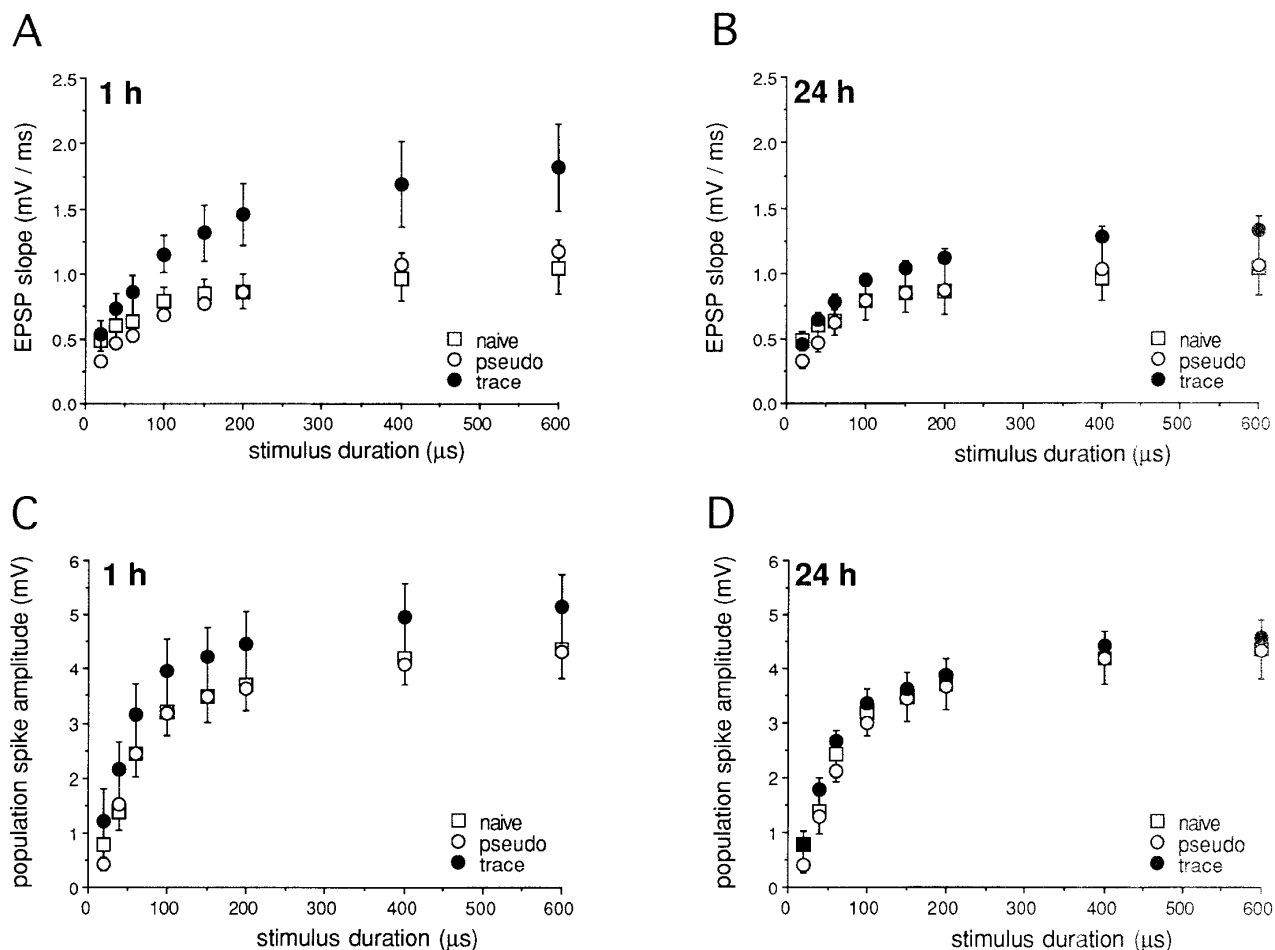 A
1 h
EPSP slope (mV / ms)
2.5
2.0
1.5
1.0
0.5
0.0
0 100 200 300 400 500 600
stimulus duration (μs)
naive
pseudo
trace
B
24 h
EPSP slope (mV / ms)
2.5
2.0
1.5
1.0
0.5
0.0
0 100 200 300 400 500 600
stimulus duration (μs)
naive
pseudo
trace
C
1 h
population spike amplitude (mV)
6
5
4
3
2
1
0
0 100 200 300 400 500 600
stimulus duration (μs)
naive
pseudo
trace
D
24 h
population spike amplitude (mV)
6
5
4
3
2
1
0
0 100 200 300 400 500 600
stimulus duration (μs)
naive
pseudo
trace